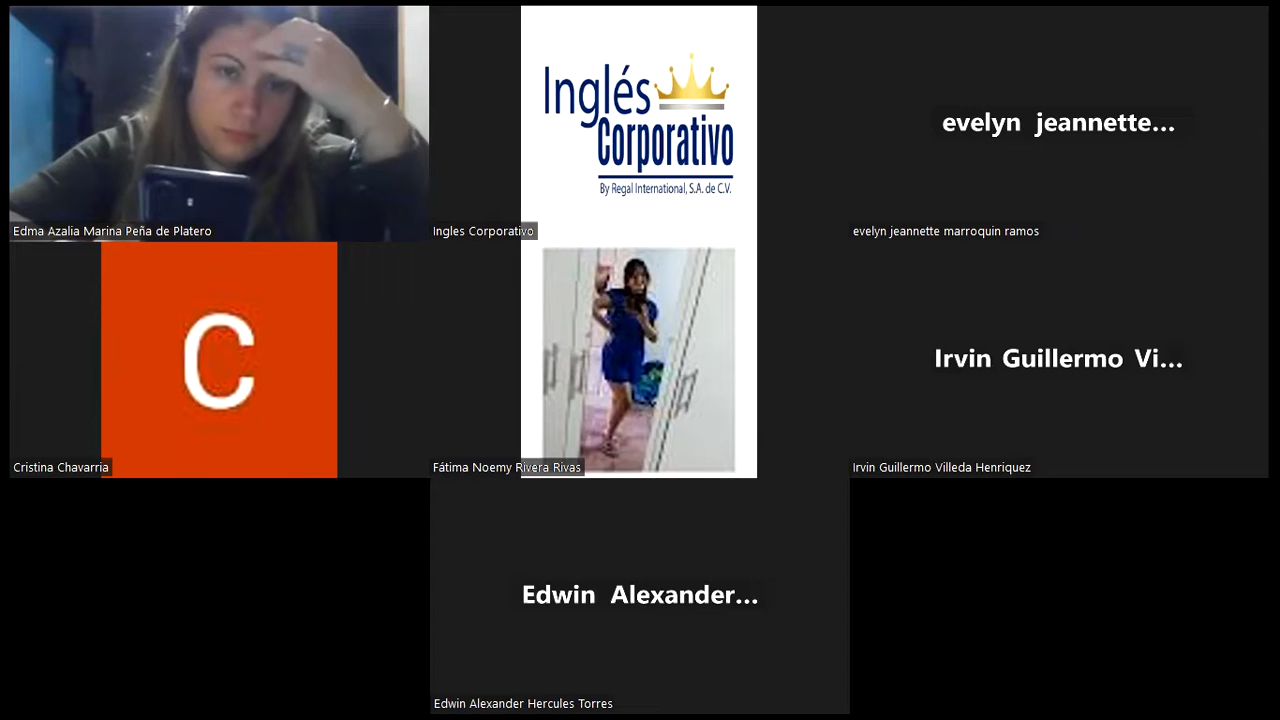 Inglés
Corporativo
By Regal International, S.A. de C.V.
evelyn jeannette...
Edma Azalia Marina Peña de Platero
Ingles Corporativo
evelyn jeannette marroquin ramos
C
Irvin Guillermo Vi...
Cristina Chavarria
Fátima Noemy Rivera Rivas
Irvin Guillermo Villeda Henriquez
Edwin Alexander...
Edwin Alexander Hercules Torres